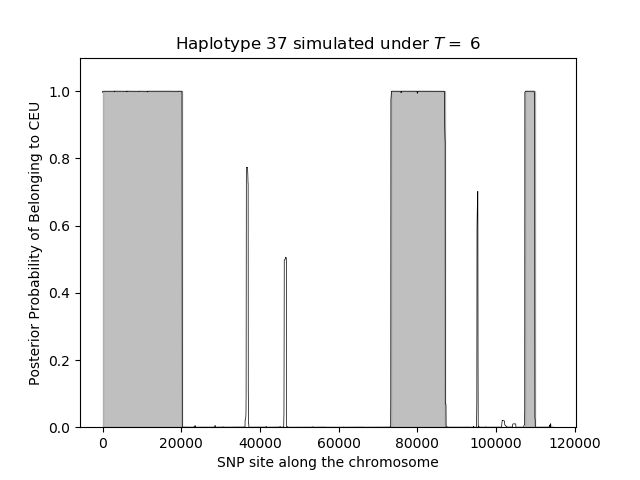 Haplotype 37 simulated under T = 6
Posterior Probability of Belonging to CEU
1.0
0.8
0.6
0.4
0.2
0.0
0 20000 40000 60000 80000 100000 120000
SNP site along the chromosome